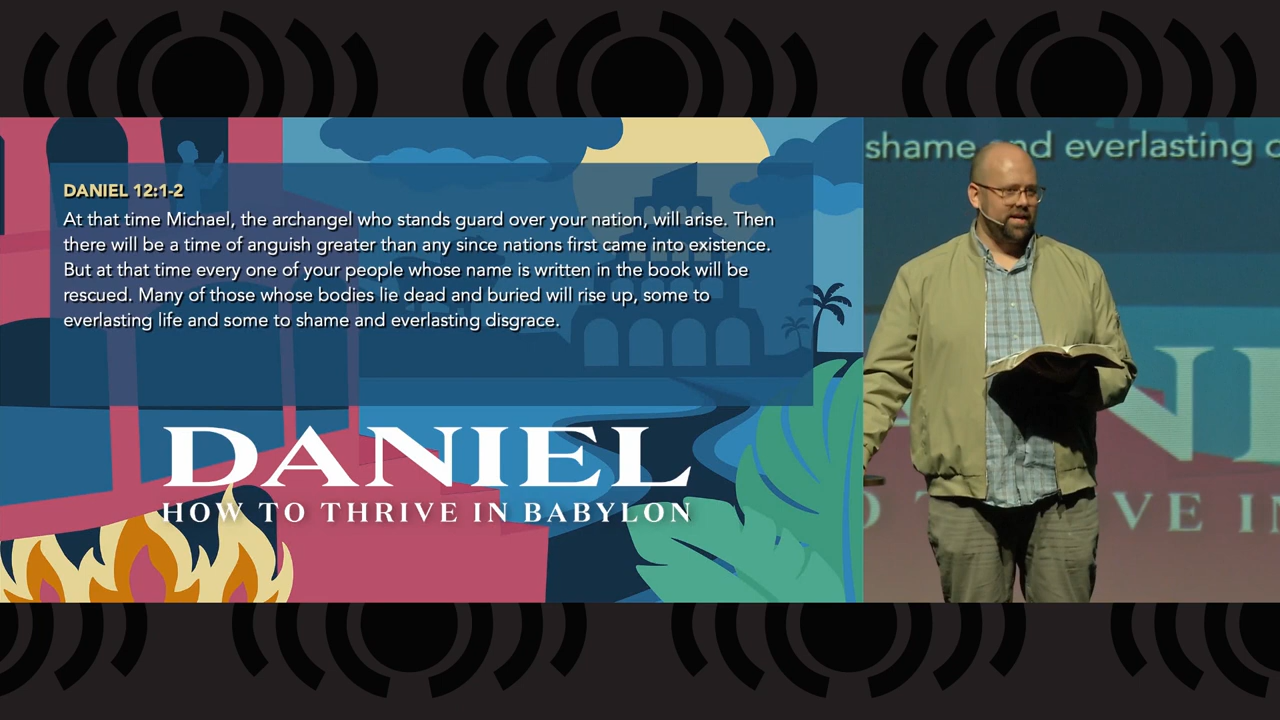 DANIEL 12:1-2
At that time Michael, the archangel who stands guard over your nation, will arise. Then
there will be a time of anguish greater than any since nations first came into existence.
But at that time every one of your people whose name is written in the book will be
rescued. Many of those whose bodies lie dead and buried will rise up, some to
everlasting life and some to shame and everlasting disgrace.
DANIEL
HOW TO THRIVE IN BABYLON
shame and everlasting